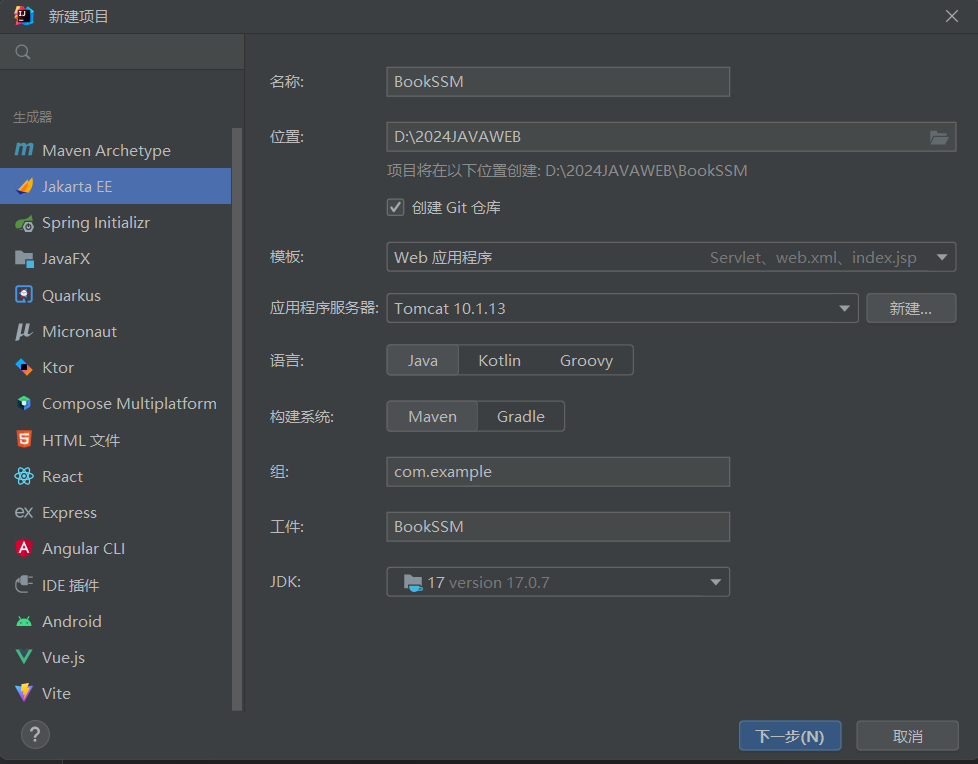 新建项目
生成器
Maven Archetype
Jakarta EE
Spring Initializr
JavaFX
Quarkus
Micronaut
Ktor
Compose Multiplatform
HTML 文件
React
Express
Angular CLI
IDE 插件
Android
Vue.js
Vite
名称: BookSSM
位置: D:\2024JAVAWEB
项目将在以下位置创建: D:\2024JAVAWEB\BookSSM
创建 Git 仓库
模板: Web 应用程序 Servlet、web.xml、index.jsp
应用程序服务器: Tomcat 10.1.13 新建...
语言: Java Kotlin Groovy
构建系统: Maven Gradle
组: com.example
工件: BookSSM
JDK: 17 version 17.0.7
? 下一步(N) 取消